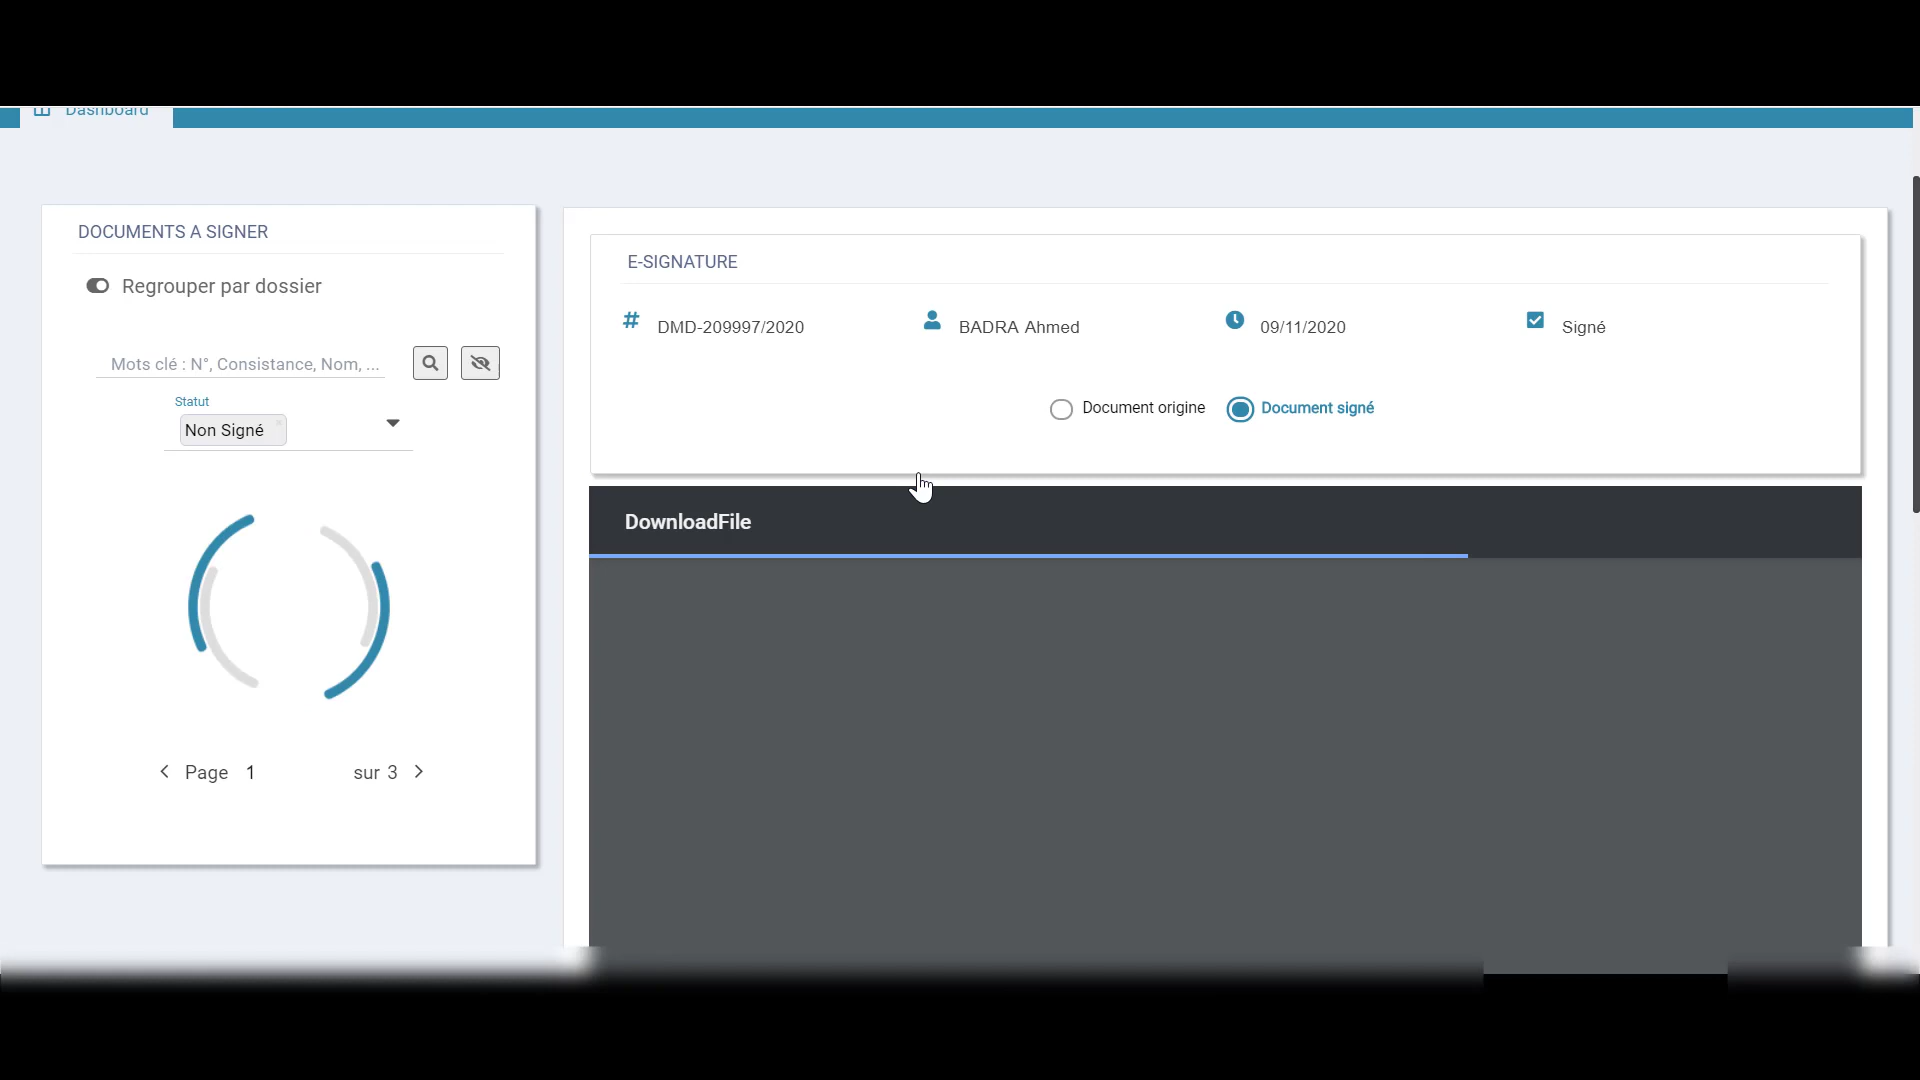 Dashboard
DOCUMENTS A SIGNER
Regrouper par dossier
Mots clé : N°, Consistance, Nom, ...
Statut
Non Signé
Page 1 sur 3
E-SIGNATURE
DMD-209997/2020
BADRA Ahmed
09/11/2020
Signé
Document origine
Document signé
DownloadFile